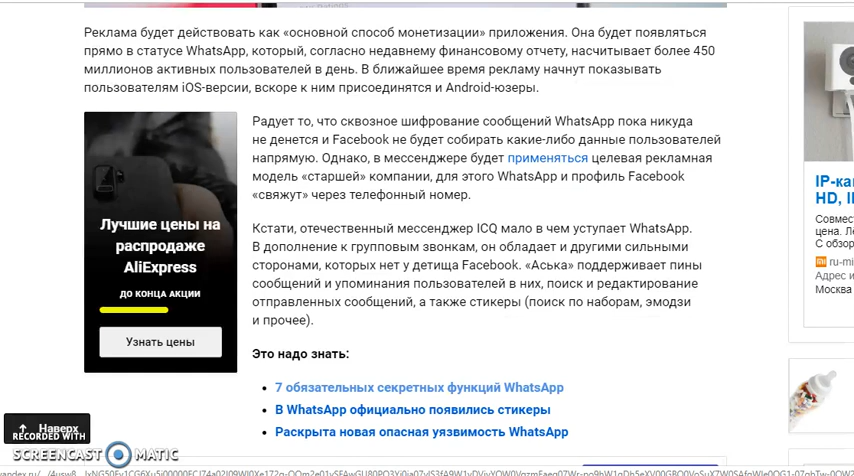 Реклама будет действовать как «основной способ монетизации» приложения. Она будет появляться
прямо в статусе WhatsApp, который, согласно недавнему финансовому отчету, насчитывает более 450
миллионов активных пользователей в день. В ближайшее время рекламу начнут показывать
пользователям iOS-версии, вскоре к ним присоединятся и Android-юзеры.
Радует то, что сквозное шифрование сообщений WhatsApp пока никуда
не денется и Facebook не будет собирать какие-либо данные пользователей
напрямую. Однако, в мессенджере будет применяться целевая рекламная
модель «старшей» компании, для этого WhatsApp и профиль Facebook
«свяжут» через телефонный номер.
Лучшие цены на
распродаже
AliExpress
ДО КОНЦА АКЦИИ
Узнать цены
Кстати, отечественный мессенджер ICQ мало в чем уступает WhatsApp.
В дополнение к групповым звонкам, он обладает и другими сильными
сторонами, которых нет у детища Facebook. «Аська» поддерживает пины
сообщений и упоминания пользователей в них, поиск и редактирование
отправленных сообщений, а также стикеры (поиск по наборам, эмодзи
и прочее).
Это надо знать:
• 7 обязательных секретных функций WhatsApp
• В WhatsApp официально появились стикеры
• Раскрыта новая опасная уязвимость WhatsApp
IP-ка
HD, I
Совмес
цена. Л
С обзор
ru-mi
Адрес и
Москва
Наверх
RECORDED WITH
SCREENCAST MATIC